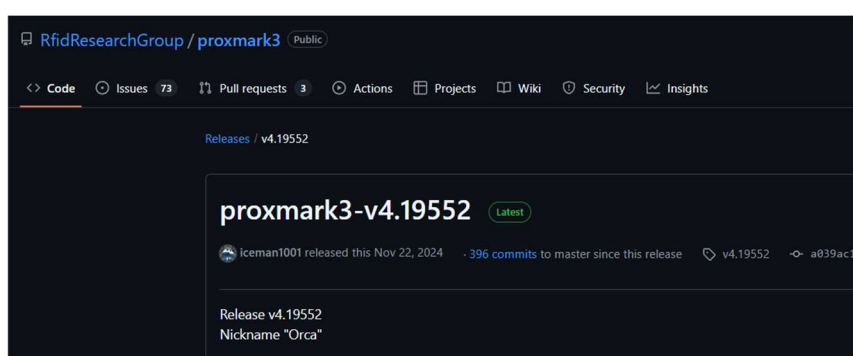 RfidResearchGroup / proxmark3 Public
Code Issues 73 Pull requests 3 Actions Projects Wiki Security Insights
Releases / v4.19552
proxmark3-v4.19552 Latest
iceman1001 released this Nov 22, 2024 · 396 commits to master since this release v4.19552 a039ac1
Release v4.19552
Nickname "Orca"